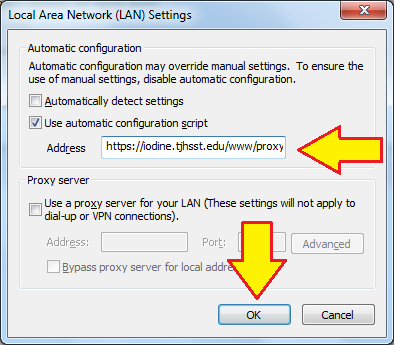 Local Area Network (LAN) Settings
Automatic configuration
Automatic configuration may override manual settings. To ensure the
use of manual settings, disable automatic configuration.
Automatically detect settings
Use automatic configuration script
Address
https://iodine.tjhsst.edu/www/proxy
Proxy server
Use a proxy server for your LAN (These settings will not apply to
dial-up or VPN connections).
Address:
Port:
Advanced
Bypass proxy server for local
OK
Cancel